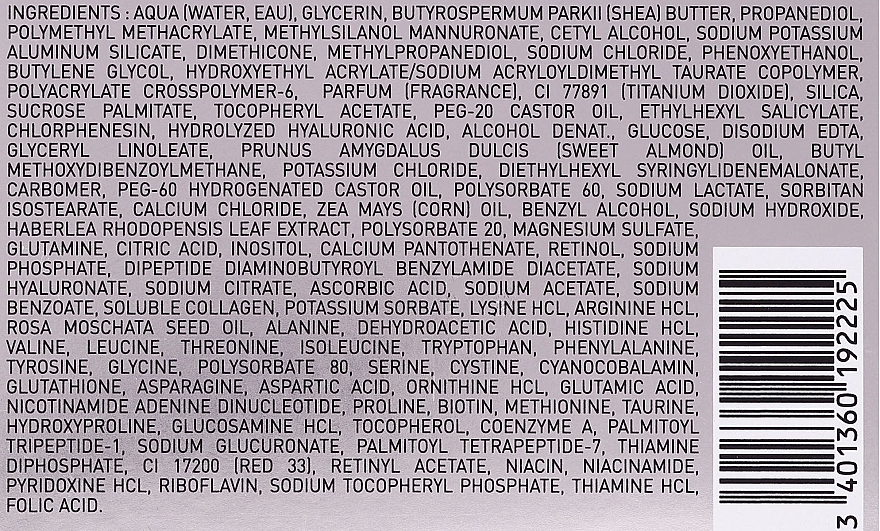 INGREDIENTS : AQUA (WATER, EAU), GLYCERIN, BUTYROSPERMUM PARKII (SHEA) BUTTER, PROPANEDIOL,
POLYMETHYL METHACRYLATE, METHYLSILANOL MANNURONATE, CETYL ALCOHOL, SODIUM POTASSIUM
ALUMINUM SILICATE, DIMETHICONE, METHYLPROPANEDIOL, SODIUM CHLORIDE, PHENOXYETHANOL,
BUTYLENE GLYCOL, HYDROXYETHYL ACRYLATE/SODIUM ACRYLOYLDIMETHYL TAURATE COPOLYMER,
POLYACRYLATE CROSSPOLYMER-6, PARFUM (FRAGRANCE), CI 77891 (TITANIUM DIOXIDE), SILICA,
SUCROSE PALMITATE, TOCOPHERYL ACETATE, PEG-20 CASTOR OIL, ETHYLHEXYL SALICYLATE,
CHLORPHENESIN, HYDROLYZED HYALURONIC ACID, ALCOHOL DENAT., GLUCOSE, DISODIUM EDTA,
GLYCERYL LINOLEATE, PRUNUS AMYGDALUS DULCIS (SWEET ALMOND) OIL, BUTYL
METHOXYDIBENZOYLMETHANE, POTASSIUM CHLORIDE, DIETHYLHEXYL SYRINGYLIDENEMALONATE,
CARBOMER, PEG-60 HYDROGENATED CASTOR OIL, POLYSORBATE 60, SODIUM LACTATE, SORBITAN
ISOSTEARATE, CALCIUM CHLORIDE, ZEA MAYS (CORN) OIL, BENZYL ALCOHOL, SODIUM HYDROXIDE,
HABERLEA RHODOPENSIS LEAF EXTRACT, POLYSORBATE 20, MAGNESIUM SULFATE,
GLUTAMINE, CITRIC ACID, INOSITOL, CALCIUM PANTOTHENATE, RETINOL, SODIUM
PHOSPHATE, DIPEPTIDE DIAMINOBUTYROYL BENZYLAMIDE DIACETATE, SODIUM
HYALURONATE, SODIUM CITRATE, ASCORBIC ACID, SODIUM ACETATE, SODIUM
BENZOATE, SOLUBLE COLLAGEN, POTASSIUM SORBATE, LYSINE HCL, ARGININE HCL,
ROSA MOSCHATA SEED OIL, ALANINE, DEHYDROACETIC ACID, HISTIDINE HCL,
VALINE, LEUCINE, THREONINE, ISOLEUCINE, TRYPTOPHAN, PHENYLALANINE,
TYROSINE, GLYCINE, POLYSORBATE 80, SERINE, CYSTINE, CYANOCOBALAMIN,
GLUTATHIONE, ASPARAGINE, ASPARTIC ACID, ORNITHINE HCL, GLUTAMIC ACID,
NICOTINAMIDE ADENINE DINUCLEOTIDE, PROLINE, BIOTIN, METHIONINE, TAURINE,
HYDROXYPROLINE, GLUCOSAMINE HCL, TOCOPHEROL, COENZYME A, PALMITOYL
TRIPEPTIDE-1, SODIUM GLUCURONATE, PALMITOYL TETRAPEPTIDE-7, THIAMINE
DIPHOSPHATE, CI 17200 (RED 33), RETINYL ACETATE, NIACIN, NIACINAMIDE,
PYRIDOXINE HCL, RIBOFLAVIN, SODIUM TOCOPHERYL PHOSPHATE, THIAMINE HCL,
FOLIC ACID.
3 401360 192225